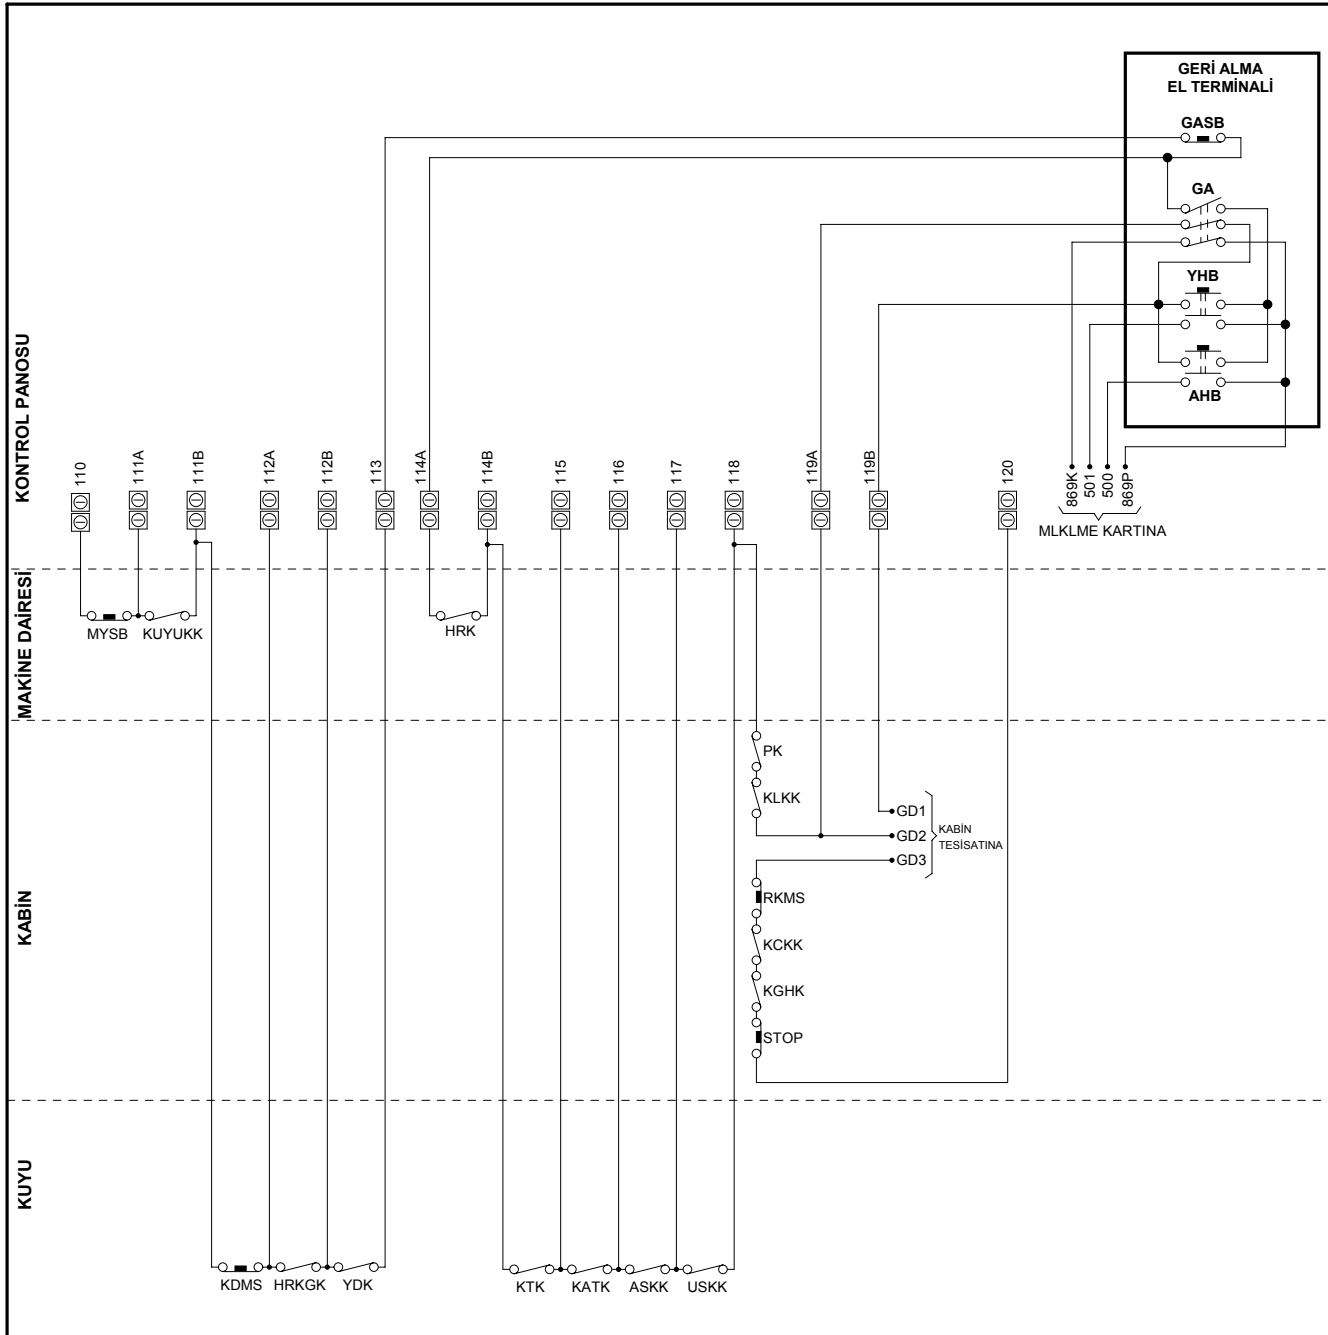 GERİ ALMA
EL TERMİNALİ
GASB
GA
YHB
AHB
KONTROL PANOSU
110
111A
111B
112A
112B
113
114A
114B
115
116
117
118
119A
119B
120
869K
501
500
869P
MLKLME KARTINA
MAKİNE DAİRESİ
MYSB
KUYUKK
HRK
KABİN
PK
KLKK
GD1
GD2
GD3
KABİN
TESİSATINA
RKMS
KCKK
KGHK
STOP
KUYU
KDMS
HRKGK
YDK
KTK
KATK
ASKK
USKK